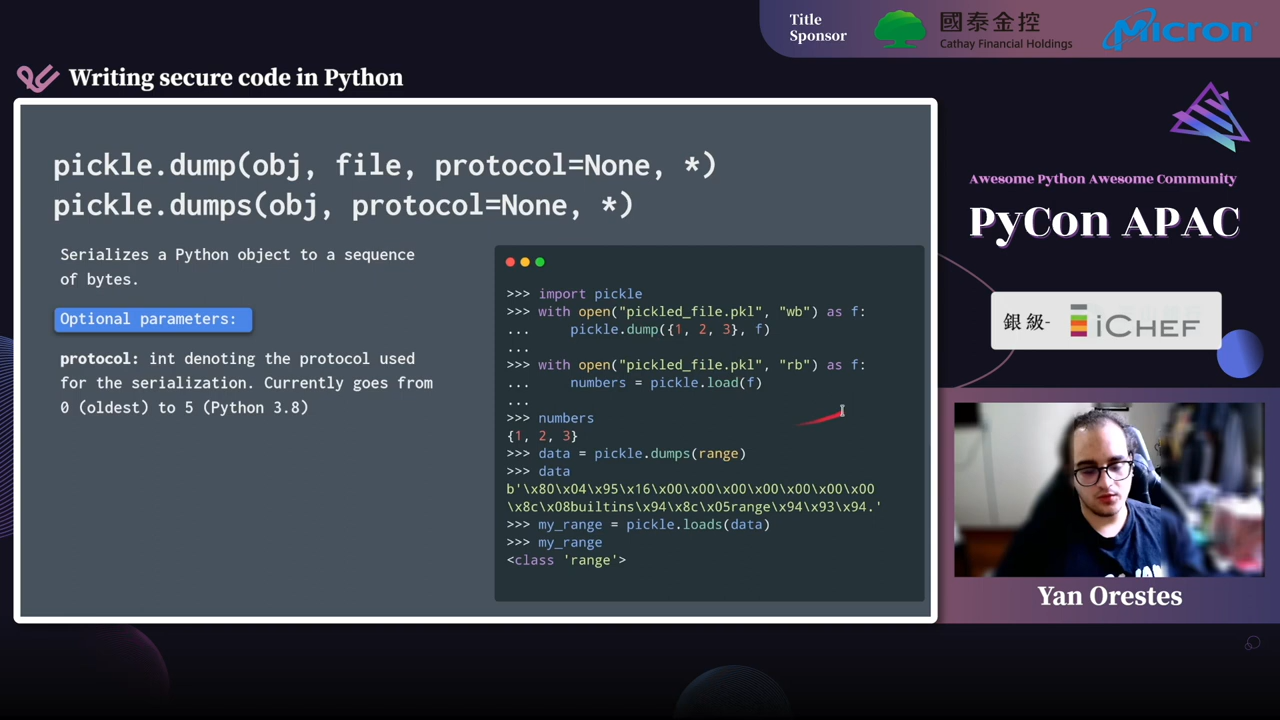 Title
Sponsor
國泰金控
Cathay Financial Holdings
Micron
Writing secure code in Python
pickle.dump(obj, file, protocol=None, *)
pickle.dumps(obj, protocol=None, *)
Serializes a Python object to a sequence
of bytes.
Optional parameters:
protocol: int denoting the protocol used
for the serialization. Currently goes from
0 (oldest) to 5 (Python 3.8)
>>> import pickle
>>> with open("pickled_file.pkl", "wb") as f:
...     pickle.dump({1, 2, 3}, f)
...
>>> with open("pickled_file.pkl", "rb") as f:
...     numbers = pickle.load(f)
...
>>> numbers
{1, 2, 3}
>>> data = pickle.dumps(range)
>>> data
b'\x80\x04\x95\x16\x00\x00\x00\x00\x00\x00\x00
\x8c\x08builtins\x94\x8c\x05range\x94\x93\x94.'
>>> my_range = pickle.loads(data)
>>> my_range
<class 'range'>
Awesome Python Awesome Community
PyCon APAC
銀級-
iCHEF
Yan Orestes